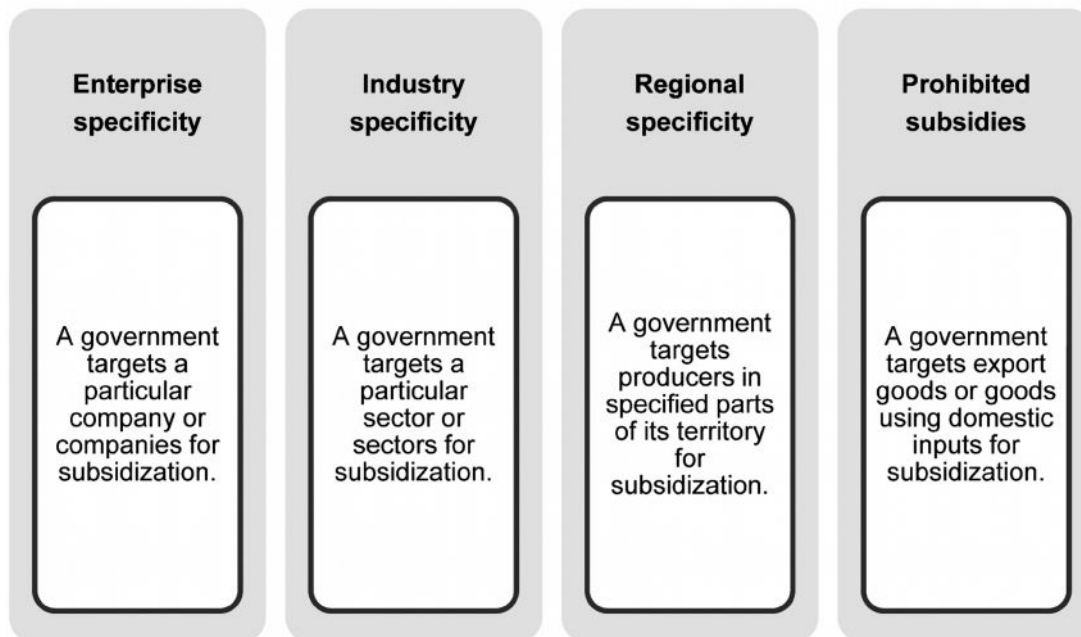 Enterprise
specificity
A government
targets a
particular
company or
companies for
subsidization.
Industry
specificity
A government
targets a
particular
sector or
sectors for
subsidization.
Regional
specificity
A government
targets
producers in
specified parts
of its territory
for
subsidization.
Prohibited
subsidies
A government
targets export
goods or goods
using domestic
inputs for
subsidization.